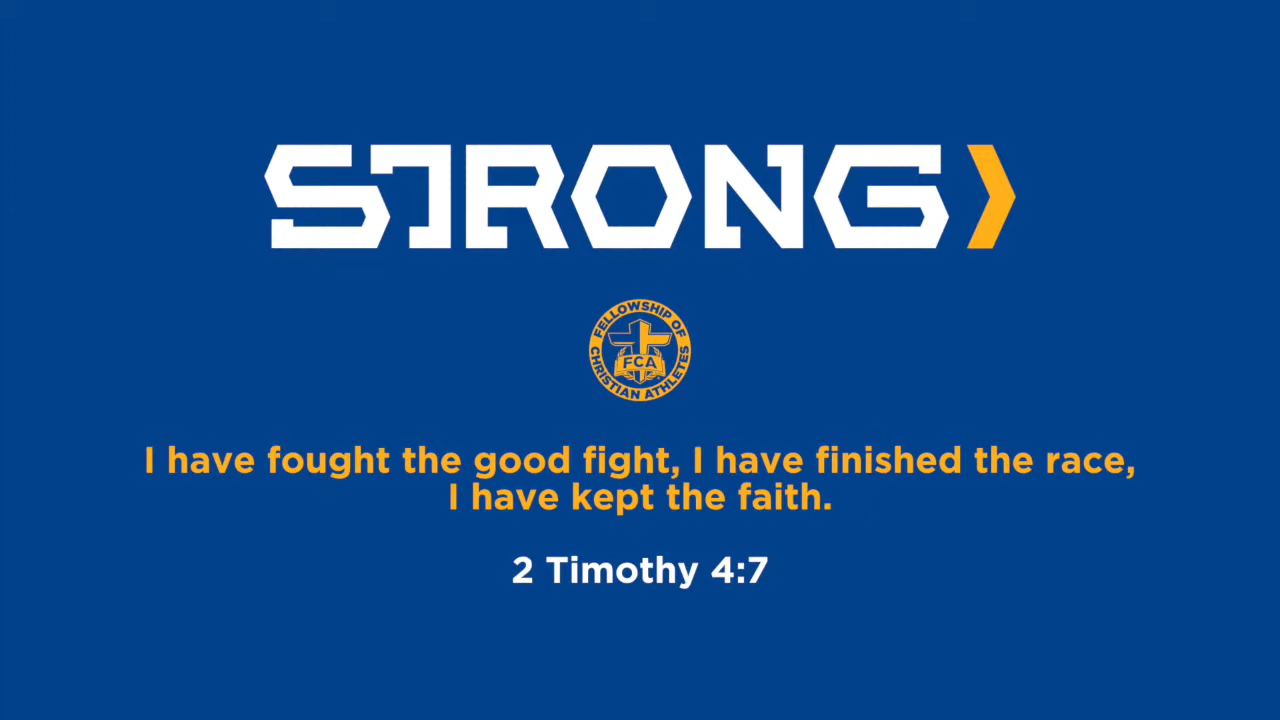 STRONG
FELLOWSHIP OF
CHRISTIAN ATHLETES
FCA
I have fought the good fight, I have finished the race,
I have kept the faith.
2 Timothy 4:7